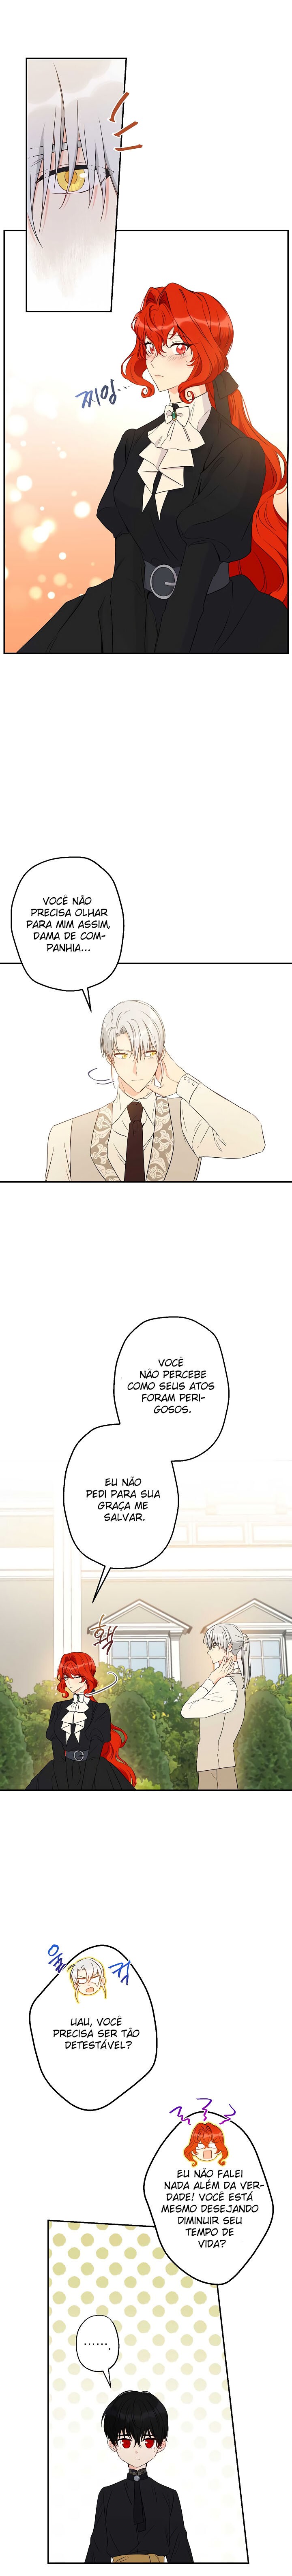 찌잉...
VOCÊ NÃO
PRECISA OLHAR
PARA MIM ASSIM,
DAMA DE COM-
PANHIA...
VOCÊ
NÃO PERCEBE
COMO SEUS ATOS
FORAM PERI-
GOSOS.
EU NÃO
PEDI PARA SUA
GRAÇA ME
SALVAR.
UAU, VOCÊ
PRECISA SER TÃO
DETESTÁVEL?
EU NÃO FALEI
NADA ALÉM DA VER-
DADE! VOCÊ ESTÁ
MESMO DESEJANDO
DIMINUIR SEU
TEMPO DE
VIDA?
.......